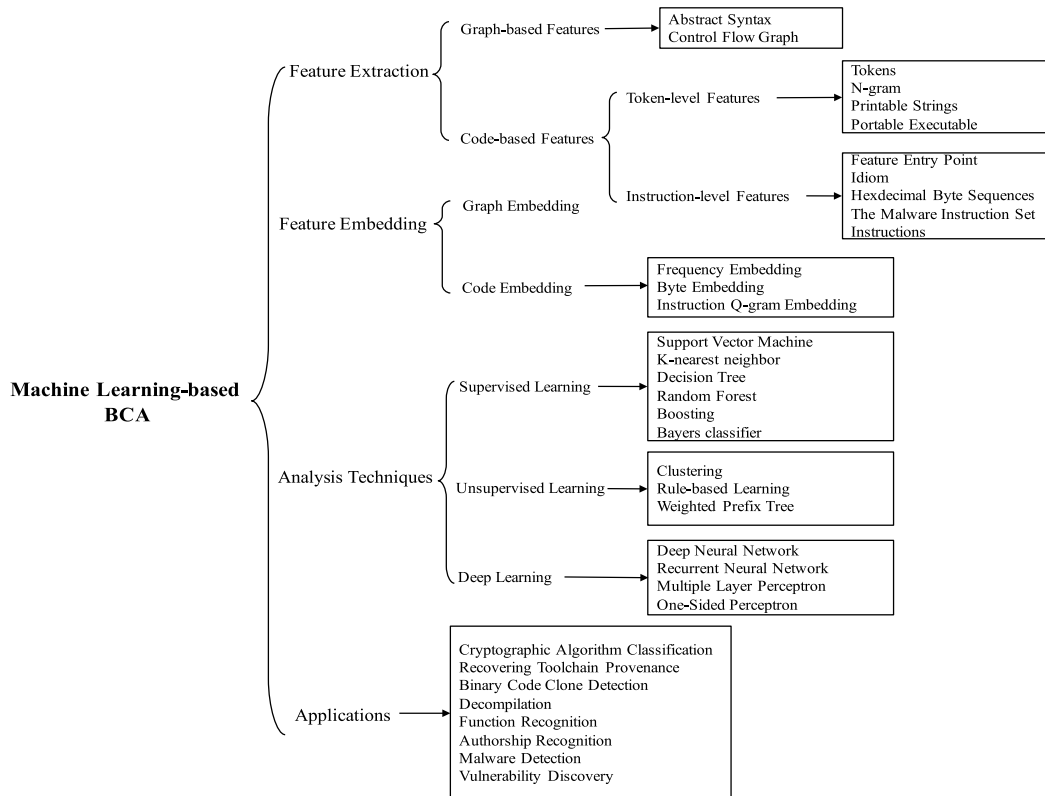 Machine Learning-based
BCA
Feature Extraction
Graph-based Features
Abstract Syntax
Control Flow Graph
Code-based Features
Token-level Features
Tokens
N-gram
Printable Strings
Portable Executable
Instruction-level Features
Feature Entry Point
Idiom
Hexdecimal Byte Sequences
The Malware Instruction Set
Instructions
Feature Embedding
Graph Embedding
Code Embedding
Frequency Embedding
Byte Embedding
Instruction Q-gram Embedding
Analysis Techniques
Supervised Learning
Support Vector Machine
K-nearest neighbor
Decision Tree
Random Forest
Boosting
Bayers classifier
Unsupervised Learning
Clustering
Rule-based Learning
Weighted Prefix Tree
Deep Learning
Deep Neural Network
Recurrent Neural Network
Multiple Layer Perceptron
One-Sided Perceptron
Applications
Cryptographic Algorithm Classification
Recovering Toolchain Provenance
Binary Code Clone Detection
Decompilation
Function Recognition
Authorship Recognition
Malware Detection
Vulnerability Discovery